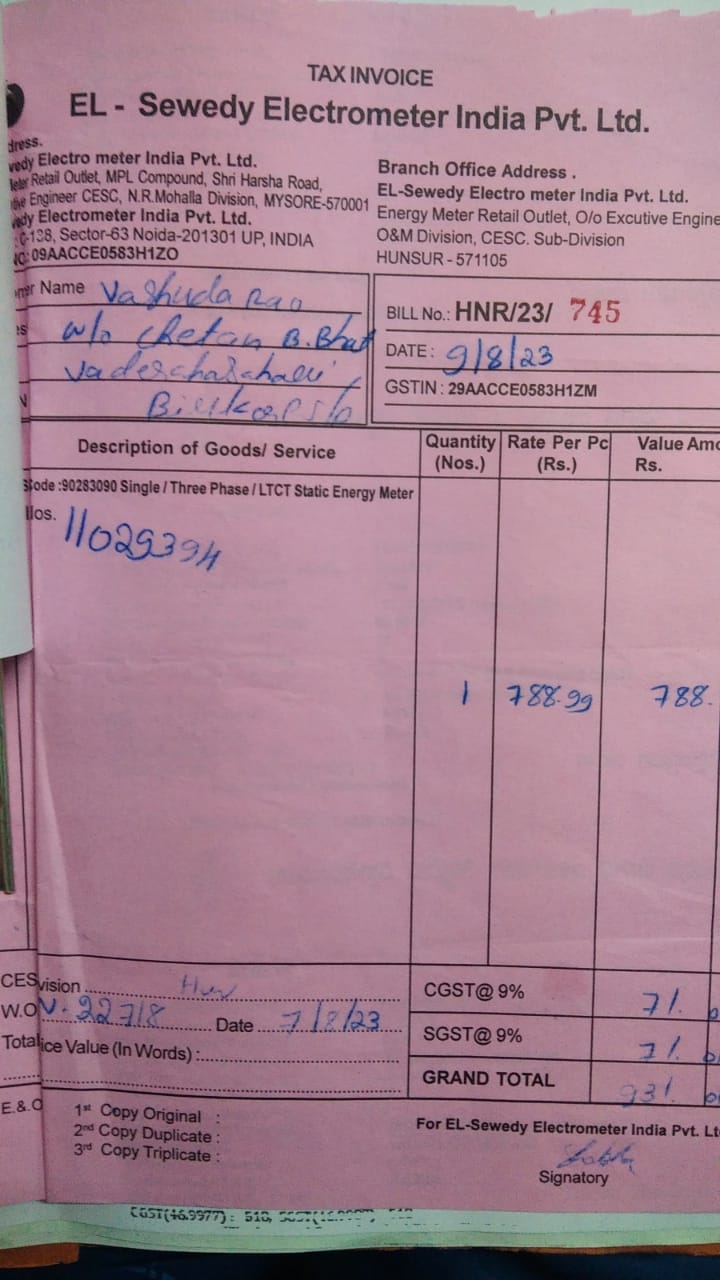 TAX INVOICE
EL - Sewedy Electrometer India Pvt. Ltd.
dress.
wedy Electro meter India Pvt. Ltd.
Retail Outlet, MPL Compound, Shri Harsha Road,
Engineer CESC, N.R.Mohalla Division, MYSORE-570001
Electrometer India Pvt. Ltd.
C-138, Sector-63 Noida-201301 UP, INDIA
09AACCE0583H1ZO
Branch Office Address .
EL-Sewedy Electro meter India Pvt. Ltd.
Energy Meter Retail Outlet, O/o Excutive Engine
O&M Division, CESC. Sub-Division
HUNSUR - 571105
mer Name Vashuda Rao
w/o Chetan B.Bhat
BILL No.: HNR/23/ 745
DATE : 9/8/23
GSTIN : 29AACCE0583H1ZM
Description of Goods/ Service
Quantity (Nos.)
Rate Per Pc (Rs.)
Value Amo Rs.
Code :90283090 Single / Three Phase / LTCT Static Energy Meter
Nos. 11029394
1 788.99 788.
CES vision Hun
W.O N. 22718 Date 7/8/23
Total ice Value (In Words) :
CGST@ 9% 71.
SGST@ 9% 71.
GRAND TOTAL 931.
E.& O
1st Copy Original :
2nd Copy Duplicate :
3rd Copy Triplicate :
For EL-Sewedy Electrometer India Pvt. Lt
Signatory